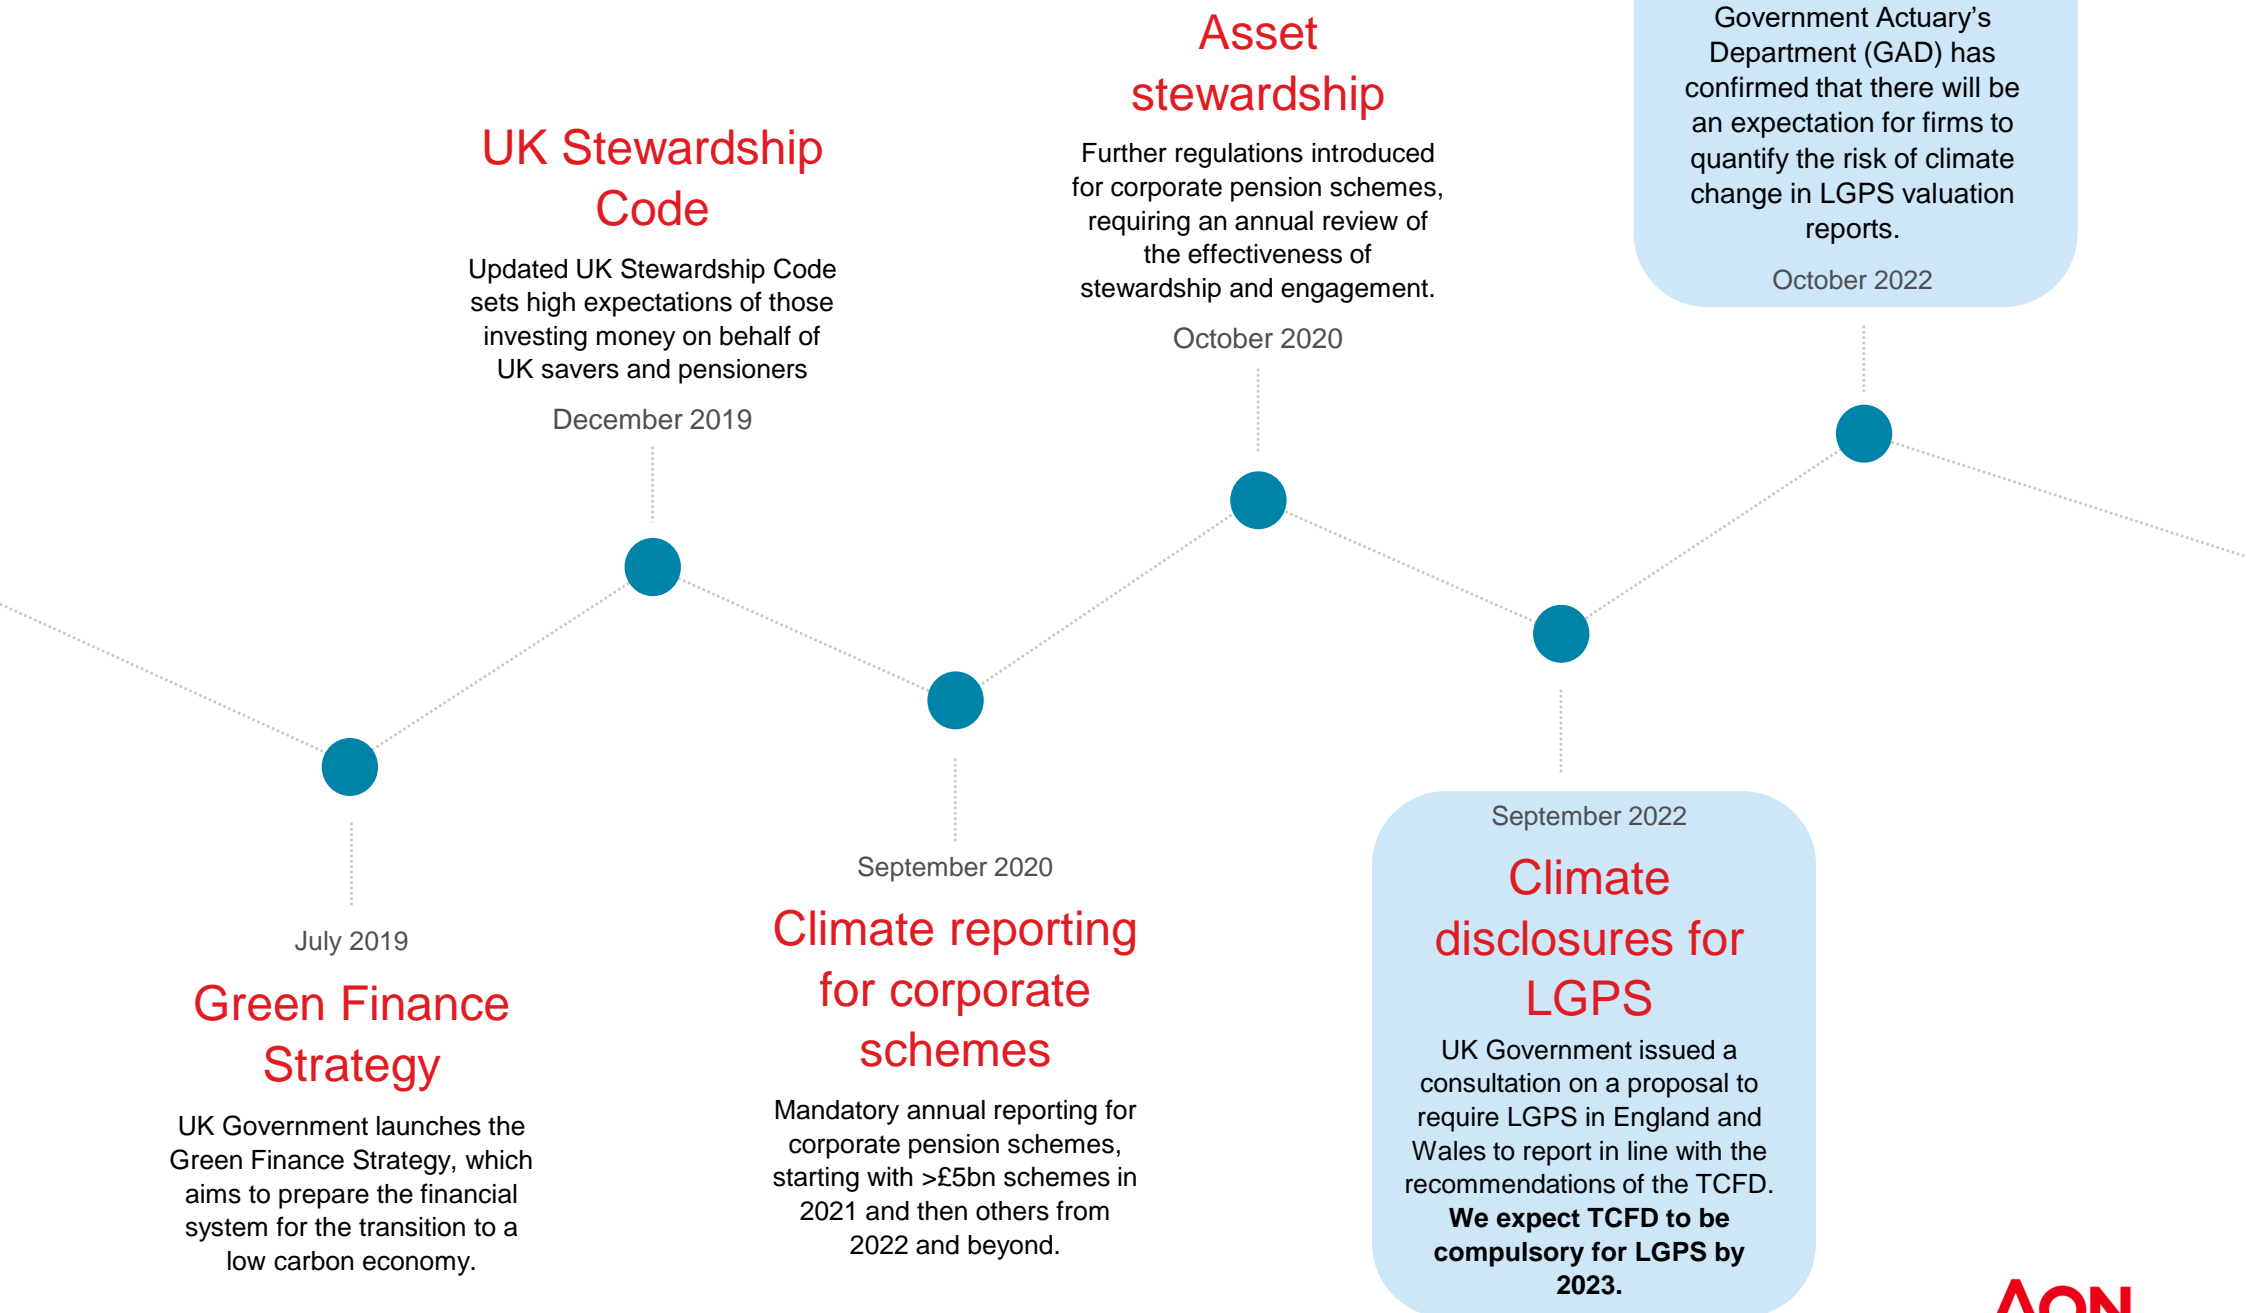 Asset
stewardship
Further regulations introduced
for corporate pension schemes,
requiring an annual review of
the effectiveness of
stewardship and engagement.
October 2020
Government Actuary's
Department (GAD) has
confirmed that there will be
an expectation for firms to
quantify the risk of climate
change in LGPS valuation
reports.
October 2022
UK Stewardship
Code
Updated UK Stewardship Code
sets high expectations of those
investing money on behalf of
UK savers and pensioners
December 2019
July 2019
Green Finance
Strategy
UK Government launches the
Green Finance Strategy, which
aims to prepare the financial
system for the transition to a
low carbon economy.
September 2020
Climate reporting
for corporate
schemes
Mandatory annual reporting for
corporate pension schemes,
starting with >£5bn schemes in
2021 and then others from
2022 and beyond.
September 2022
Climate
disclosures for
LGPS
UK Government issued a
consultation on a proposal to
require LGPS in England and
Wales to report in line with the
recommendations of the TCFD.
We expect TCFD to be
compulsory for LGPS by
2023.
AON